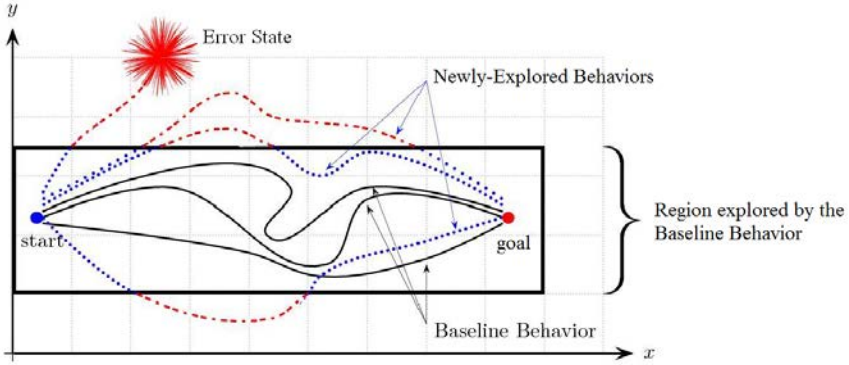 y
Error State
Newly-Explored Behaviors
Region explored by the
Baseline Behavior
start
goal
Baseline Behavior
x